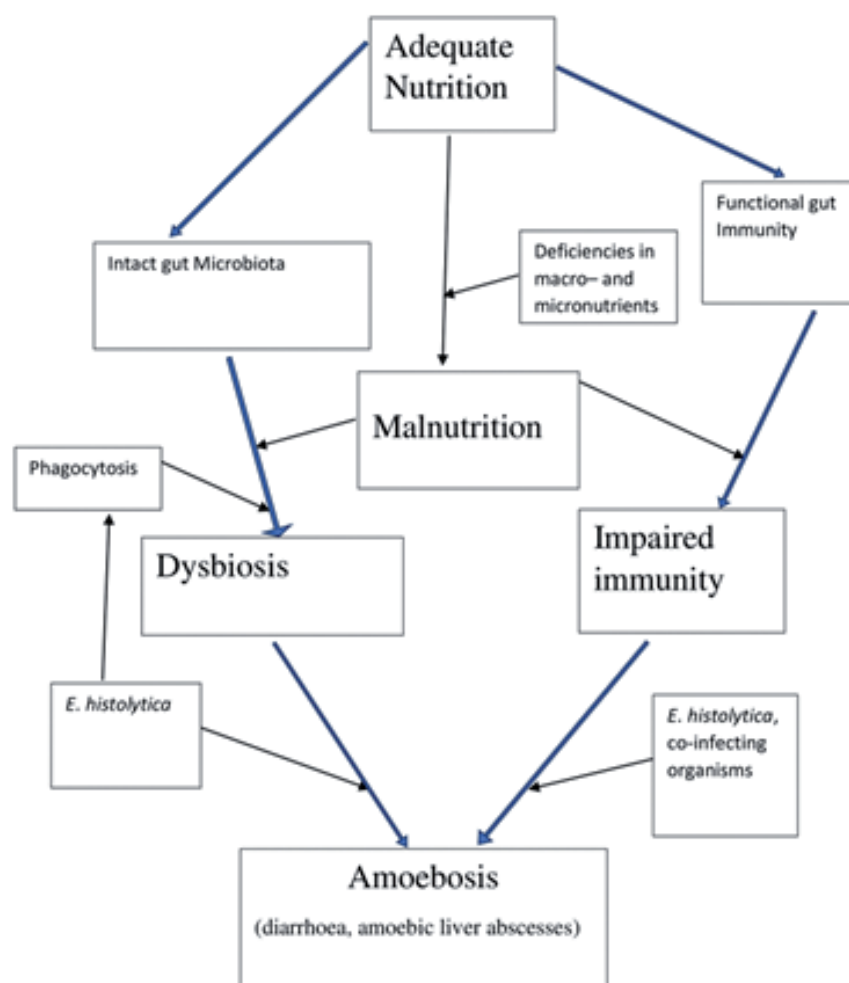 Adequate
Nutrition
Functional gut
Immunity
Intact gut Microbiota
Deficiencies in
macro– and
micronutrients
Malnutrition
Phagocytosis
Dysbiosis
Impaired
immunity
E. histolytica
E. histolytica,
co-infecting
organisms
Amoebosis
(diarrhoea, amoebic liver abscesses)